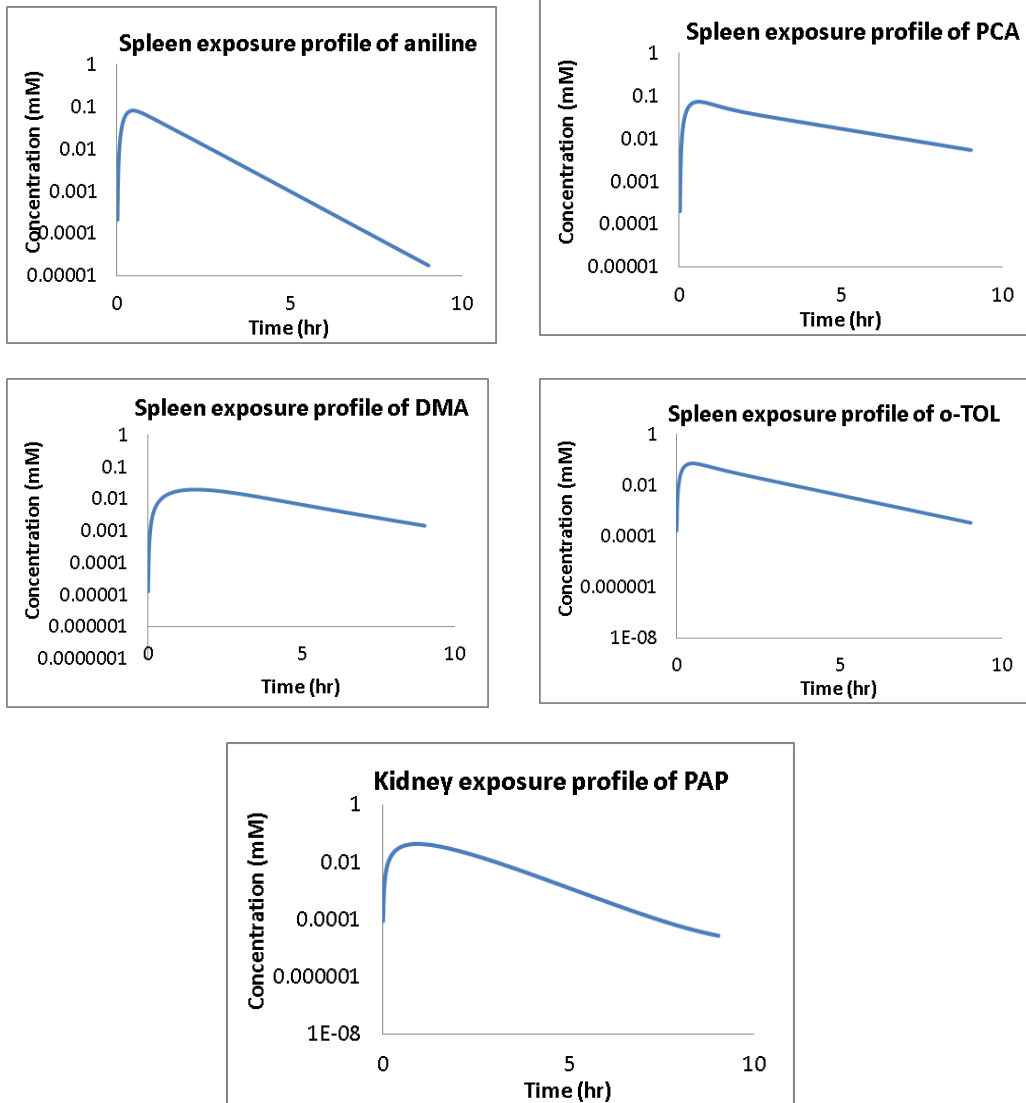 Spleen exposure profile of aniline
Concentration (mM)
1
0.1
0.01
0.001
0.0001
0.00001
0
5
10
Time (hr)
Spleen exposure profile of PCA
Concentration (mM)
1
0.1
0.01
0.001
0.0001
0.00001
0
5
10
Time (hr)
Spleen exposure profile of DMA
Concentration (mM)
1
0.1
0.01
0.001
0.0001
0.00001
0.000001
0.0000001
0
5
10
Time (hr)
Spleen exposure profile of o-TOL
Concentration (mM)
1
0.01
0.0001
0.000001
1E-08
0
5
10
Time (hr)
Kidney exposure profile of PAP
Concentration (mM)
1
0.01
0.0001
0.000001
1E-08
0
5
10
Time (hr)